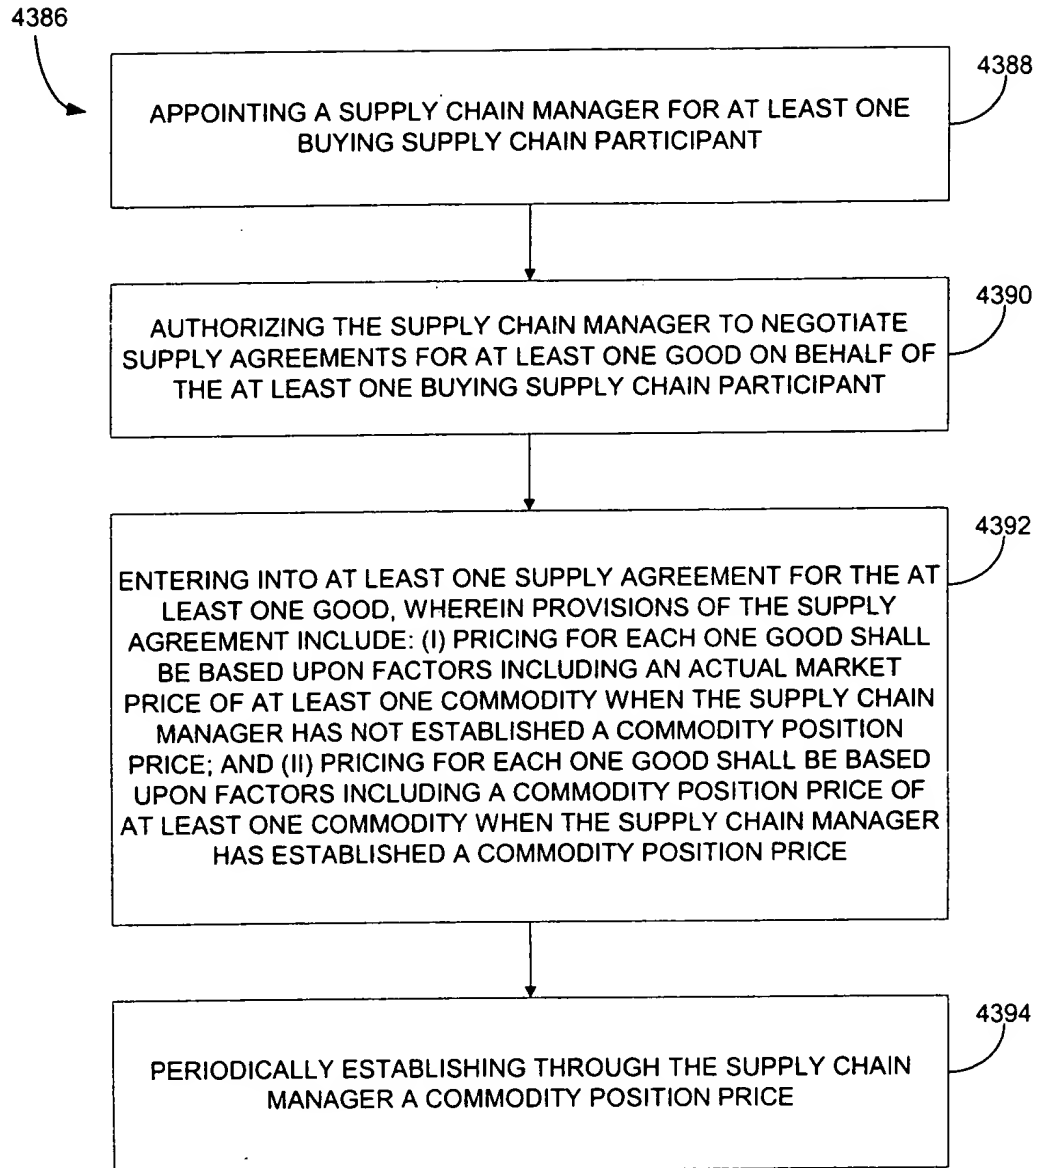 4386
4388
APPOINTING A SUPPLY CHAIN MANAGER FOR AT LEAST ONE
BUYING SUPPLY CHAIN PARTICIPANT
4390
AUTHORIZING THE SUPPLY CHAIN MANAGER TO NEGOTIATE
SUPPLY AGREEMENTS FOR AT LEAST ONE GOOD ON BEHALF OF
THE AT LEAST ONE BUYING SUPPLY CHAIN PARTICIPANT
4392
ENTERING INTO AT LEAST ONE SUPPLY AGREEMENT FOR THE AT
LEAST ONE GOOD, WHEREIN PROVISIONS OF THE SUPPLY
AGREEMENT INCLUDE: (I) PRICING FOR EACH ONE GOOD SHALL
BE BASED UPON FACTORS INCLUDING AN ACTUAL MARKET
PRICE OF AT LEAST ONE COMMODITY WHEN THE SUPPLY CHAIN
MANAGER HAS NOT ESTABLISHED A COMMODITY POSITION
PRICE; AND (II) PRICING FOR EACH ONE GOOD SHALL BE BASED
UPON FACTORS INCLUDING A COMMODITY POSITION PRICE OF
AT LEAST ONE COMMODITY WHEN THE SUPPLY CHAIN MANAGER
HAS ESTABLISHED A COMMODITY POSITION PRICE
4394
PERIODICALLY ESTABLISHING THROUGH THE SUPPLY CHAIN
MANAGER A COMMODITY POSITION PRICE